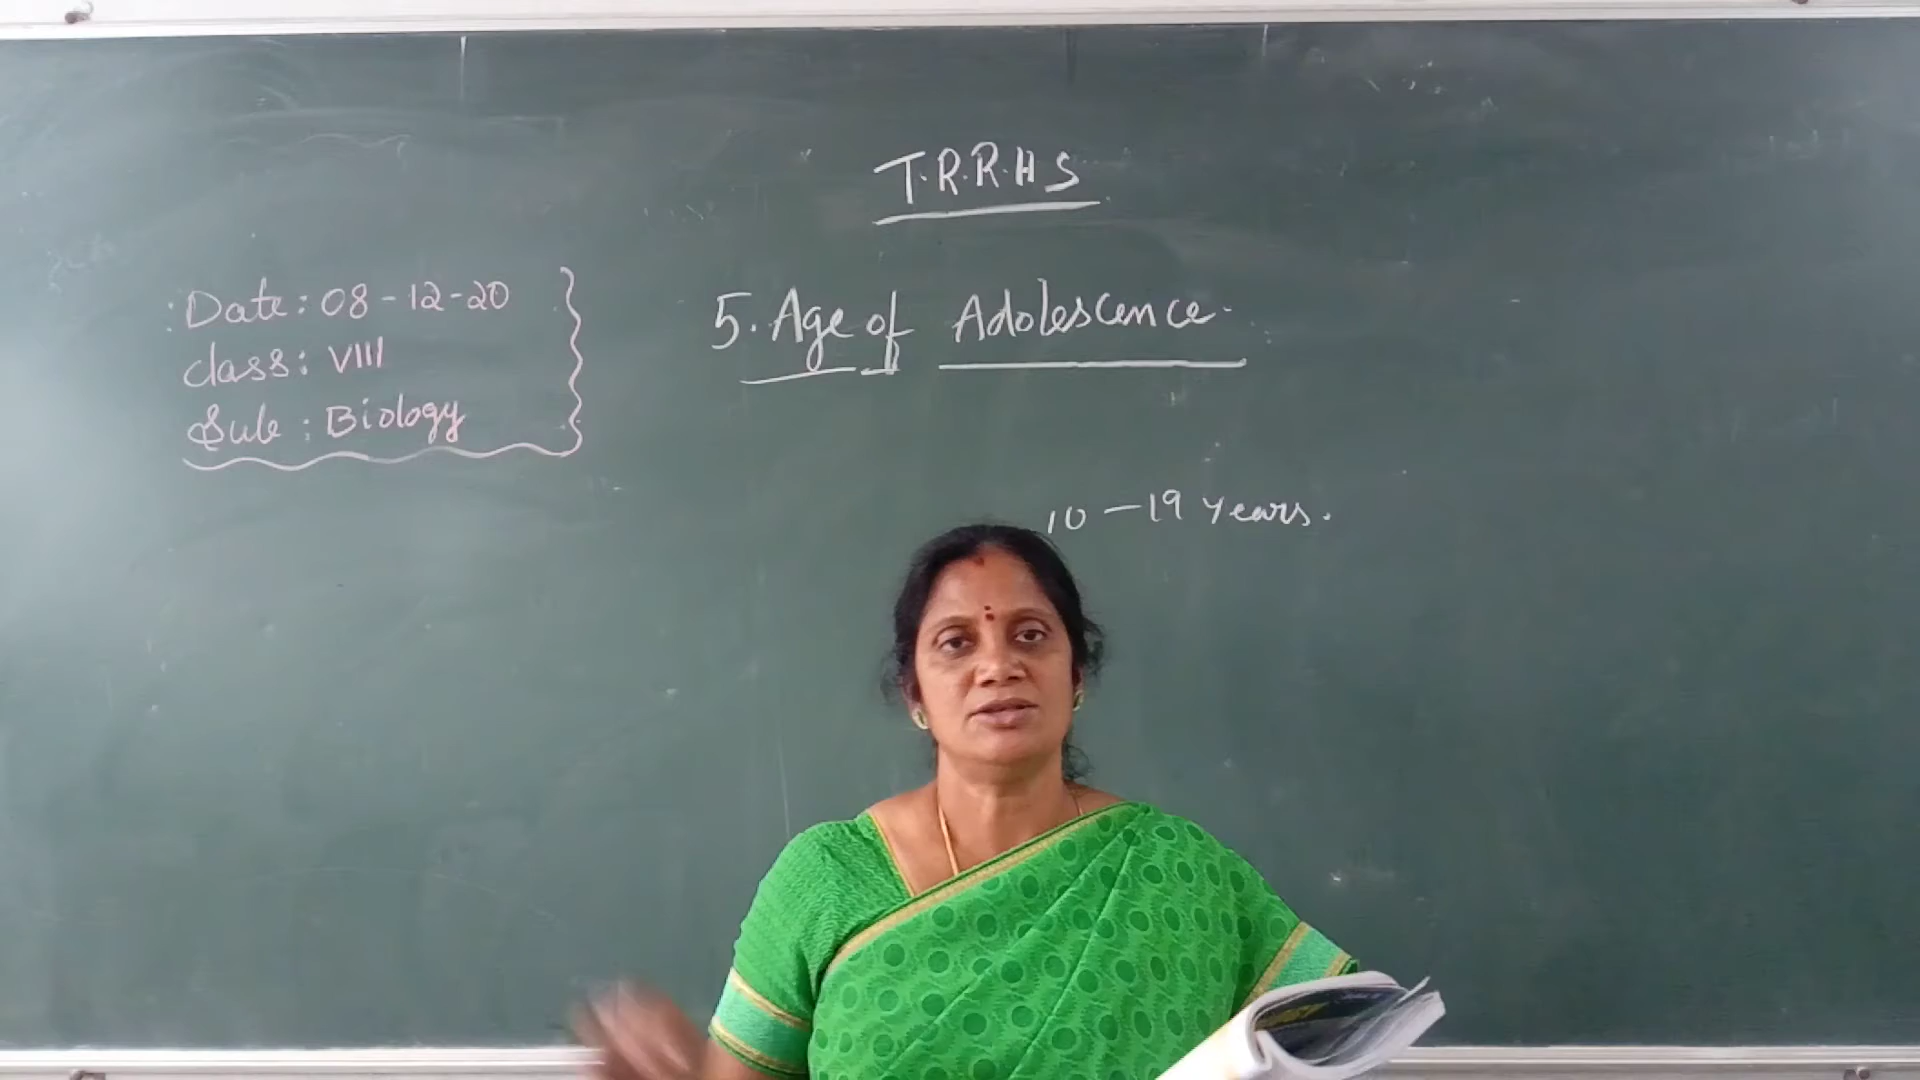 T.R.R.H S
Date: 08-12-20
class: VIII
Sub: Biology
5. Age of Adolescence.
10 - 19 years.